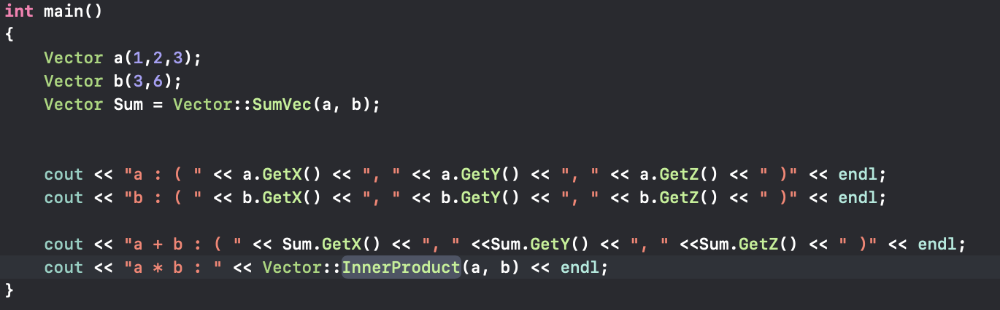 int main()
{
    Vector a(1,2,3);
    Vector b(3,6);
    Vector Sum = Vector::SumVec(a, b);
    cout << "a : ( " << a.GetX() << ", " << a.GetY() << ", " << a.GetZ() << " )" << endl;
    cout << "b : ( " << b.GetX() << ", " << b.GetY() << ", " << b.GetZ() << " )" << endl;
    cout << "a + b : ( " << Sum.GetX() << ", " <<Sum.GetY() << ", " <<Sum.GetZ() << " )" << endl;
    cout << "a * b : " << Vector::InnerProduct(a, b) << endl;
}